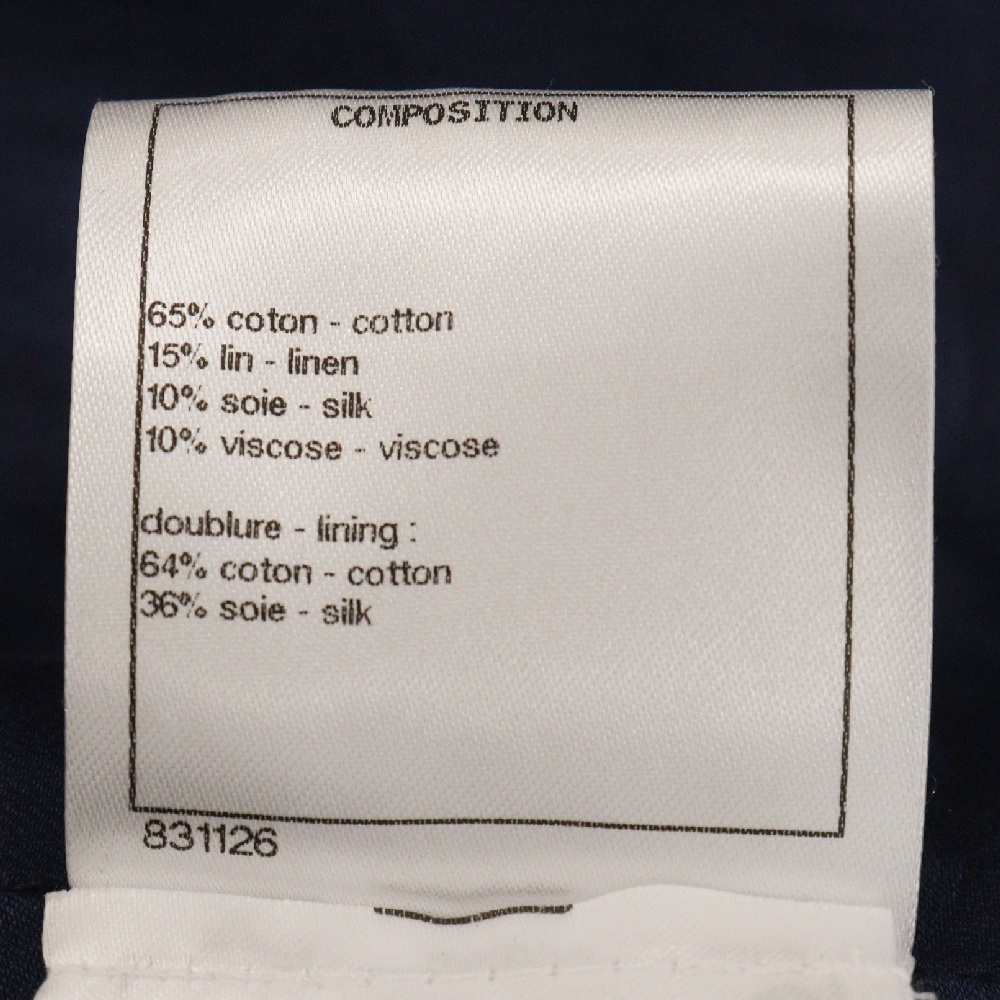 COMPOSITION
65% coton - cotton
15% lin - linen
10% soie - silk
10% viscose - viscose
doublure - lining :
64% coton - cotton
36% soie - silk
831126